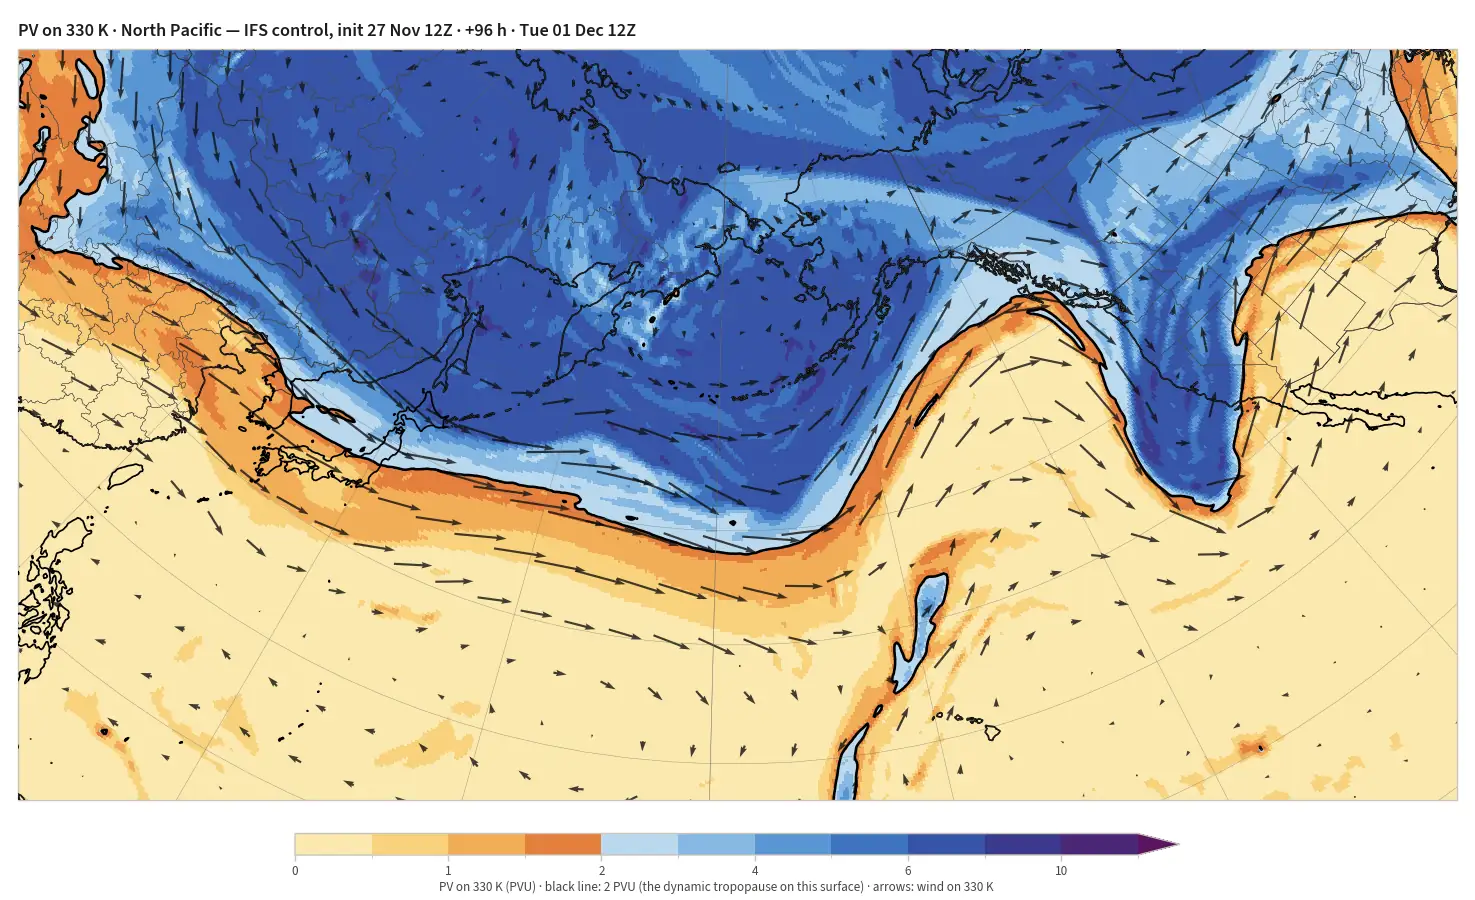 PV on 330 K · North Pacific — IFS control, init 27 Nov 12Z · +96 h · Tue 01 Dec 12Z
0 1 2 4 6 10
PV on 330 K (PVU) · black line: 2 PVU (the dynamic tropopause on this surface) · arrows: wind on 330 K